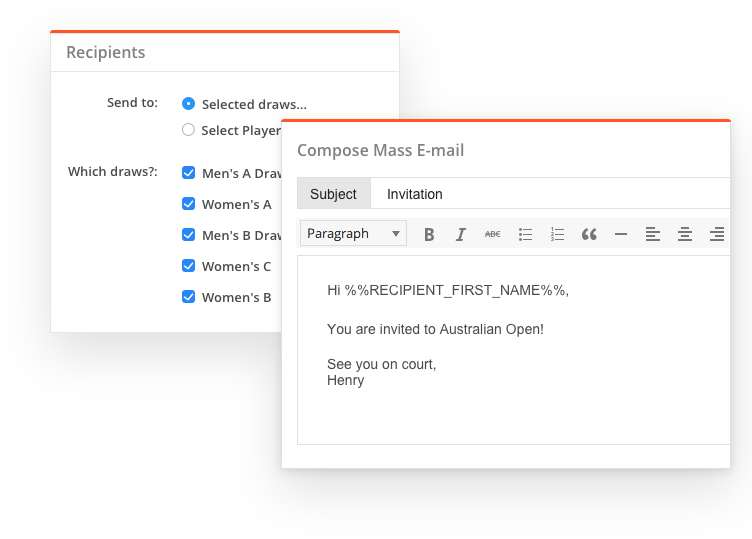 Recipients
Send to:
Selected draws...
Select Player
Which draws?:
Men's A Draw
Women's A
Men's B Draw
Women's C
Women's B
Compose Mass E-mail
Subject Invitation
Paragraph B I ABC
Hi %%RECIPIENT_FIRST_NAME%%,
You are invited to Australian Open!
See you on court,
Henry